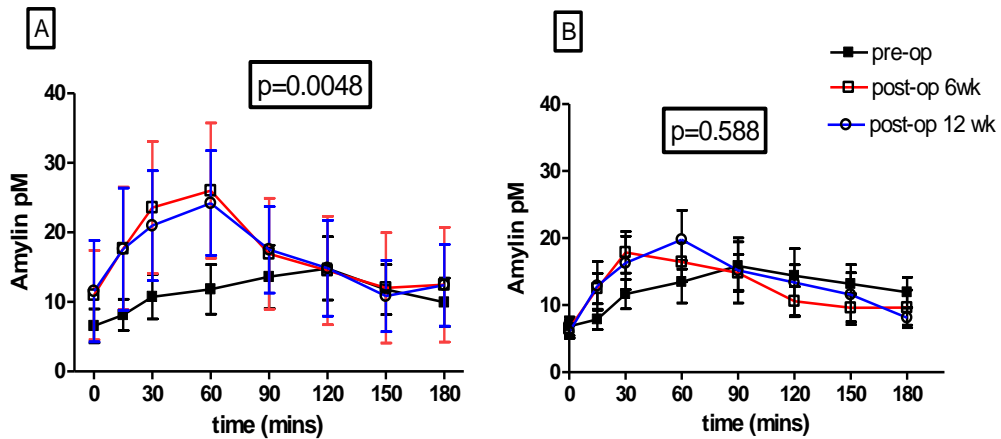 A
p=0.0048
40
30
20
10
0
Amylin pM
0 30 60 90 120 150 180
time (mins)
B
p=0.588
40
30
20
10
0
Amylin pM
0 30 60 90 120 150 180
time (mins)
pre-op
post-op 6wk
post-op 12 wk